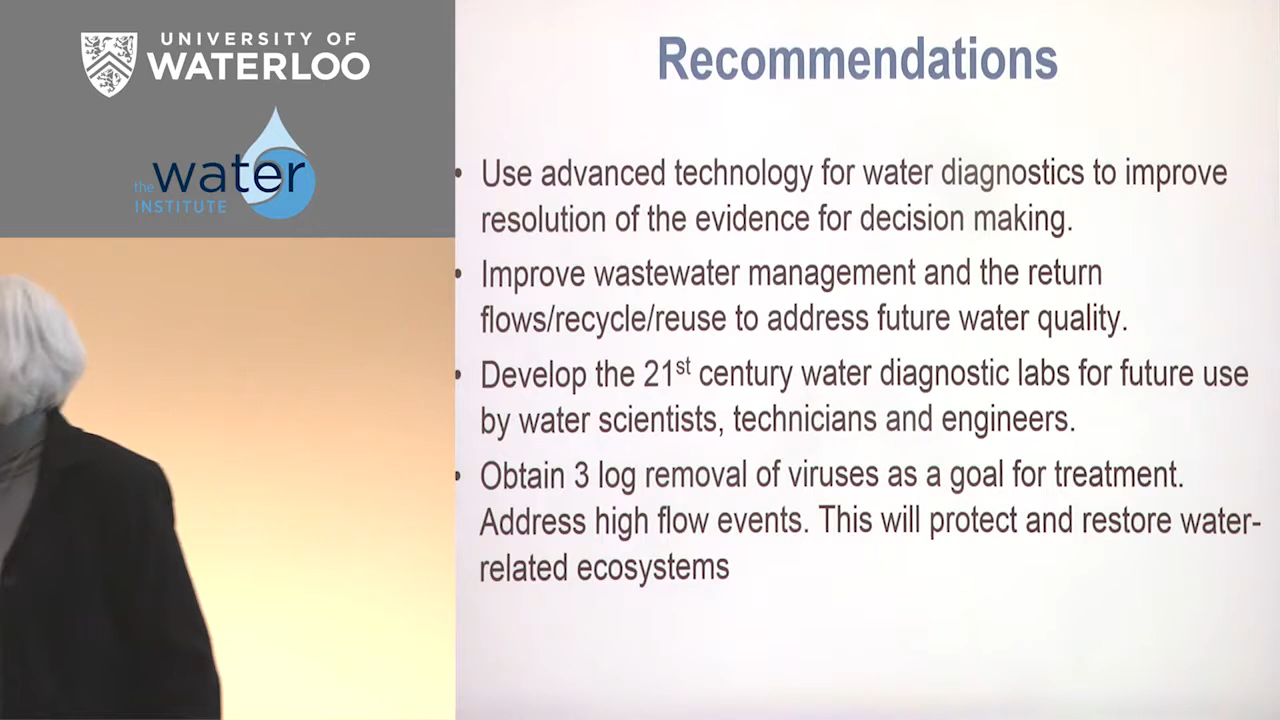 UNIVERSITY OF
WATERLOO
the water
INSTITUTE
Recommendations
• Use advanced technology for water diagnostics to improve
resolution of the evidence for decision making.
• Improve wastewater management and the return
flows/recycle/reuse to address future water quality.
• Develop the 21st century water diagnostic labs for future use
by water scientists, technicians and engineers.
• Obtain 3 log removal of viruses as a goal for treatment.
Address high flow events. This will protect and restore water-
related ecosystems